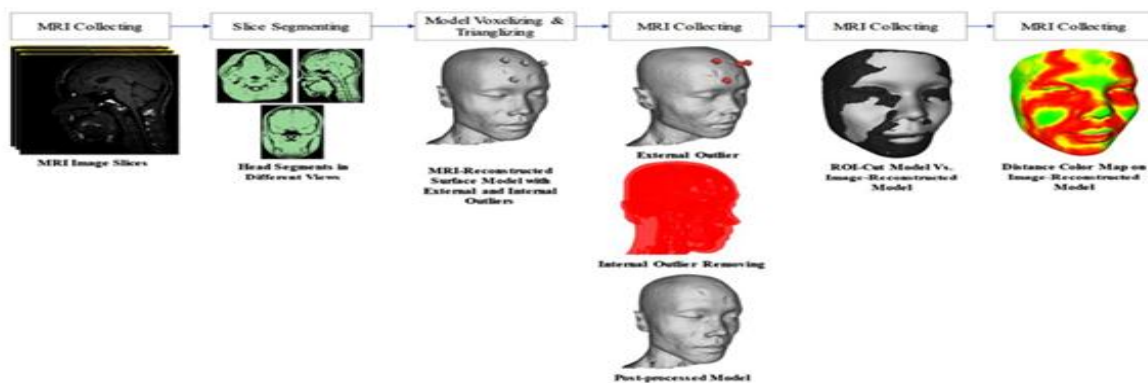 MRI Collecting
Slice Segmenting
Model Voxelizing &
Trianglizing
MRI Collecting
MRI Collecting
MRI Collecting
MRI Image Slices
Head Segments in
Different Views
MRI-Reconstructed
Surface Model with
External and Internal
Outliers
External Outlier
Internal Outlier Removing
Post-processed Model
ROI-Cut Model Vs.
Image-Reconstructed
Model
Distance Color Map on
Image-Reconstructed
Model